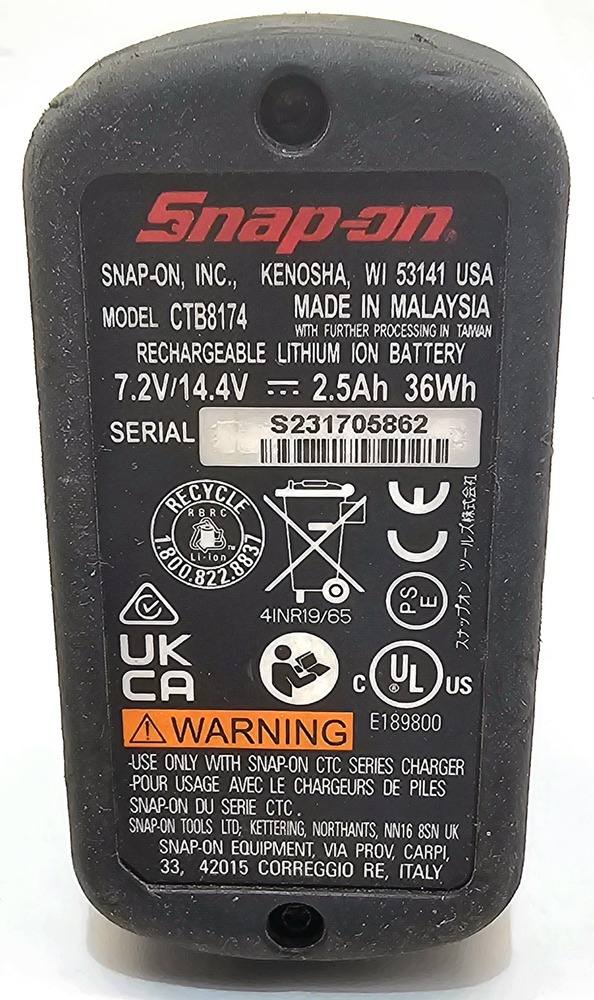 Snap-on®
SNAP-ON, INC., KENOSHA, WI 53141 USA
MODEL CTB8174 MADE IN MALAYSIA
WITH FURTHER PROCESSING IN TAIWAN
RECHARGEABLE LITHIUM ION BATTERY
7.2V/14.4V ⎓ 2.5Ah 36Wh
SERIAL S231705862
RECYCLE
RBRC
Li-ion ™
1.800.822.8837
4INR19/65
CE
PSE
スナップオン ツールズ株式会社
UK
CA
C UL® US
E189800
⚠ WARNING
-USE ONLY WITH SNAP-ON CTC SERIES CHARGER
-POUR USAGE AVEC LE CHARGEURS DE PILES
SNAP-ON DU SERIE CTC.
SNAP-ON TOOLS LTD; KETTERING, NORTHANTS, NN16 8SN UK
SNAP-ON EQUIPMENT, VIA PROV, CARPI,
33, 42015 CORREGGIO RE, ITALY